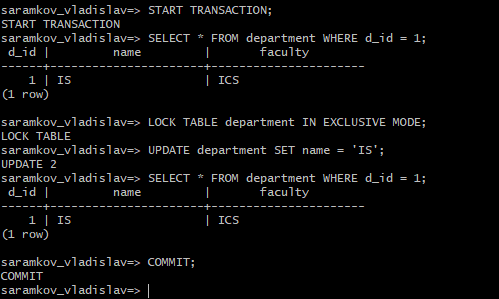 saramkov_vladislav=> START TRANSACTION;
START TRANSACTION
saramkov_vladislav=> SELECT * FROM department WHERE d_id = 1;
 d_id |         name         |       faculty
------+----------------------+----------------------
    1 | IS                   | ICS
(1 row)
saramkov_vladislav=> LOCK TABLE department IN EXCLUSIVE MODE;
LOCK TABLE
saramkov_vladislav=> UPDATE department SET name = 'IS';
UPDATE 2
saramkov_vladislav=> SELECT * FROM department WHERE d_id = 1;
 d_id |         name         |       faculty
------+----------------------+----------------------
    1 | IS                   | ICS
(1 row)
saramkov_vladislav=> COMMIT;
COMMIT
saramkov_vladislav=>